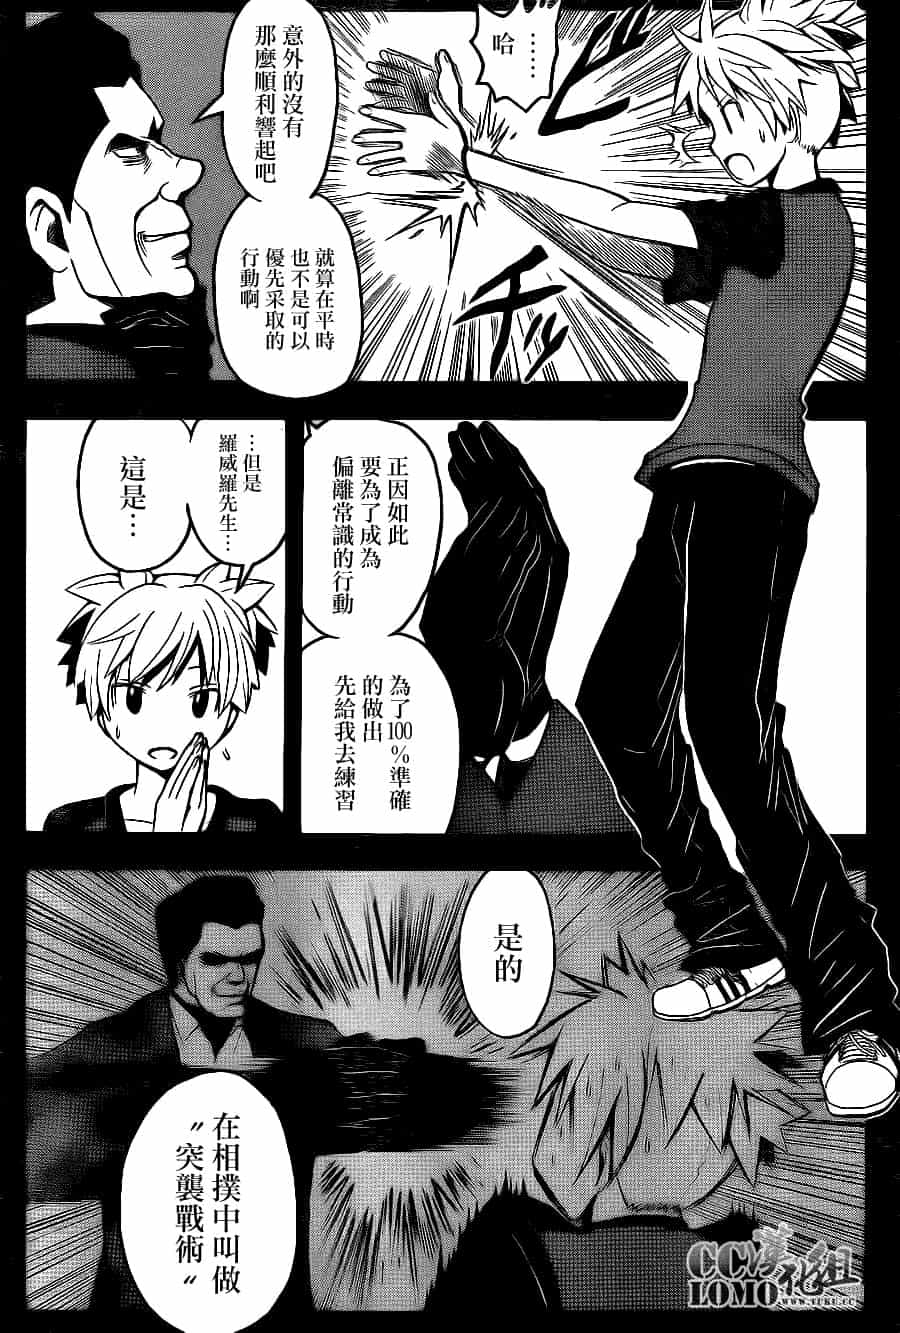 ……
哈
意外的沒有
那麼順利響起吧
就算在平時
也不是可以
優先采取的
行動啊
正因如此
要為了成為
偏離常識的行動
為了100%準確
的做出
先給我去練習
…但是
羅威羅先生…
這是…
是的
在相撲中叫做
〝突襲戰術〞
CC夢花組
LOMO